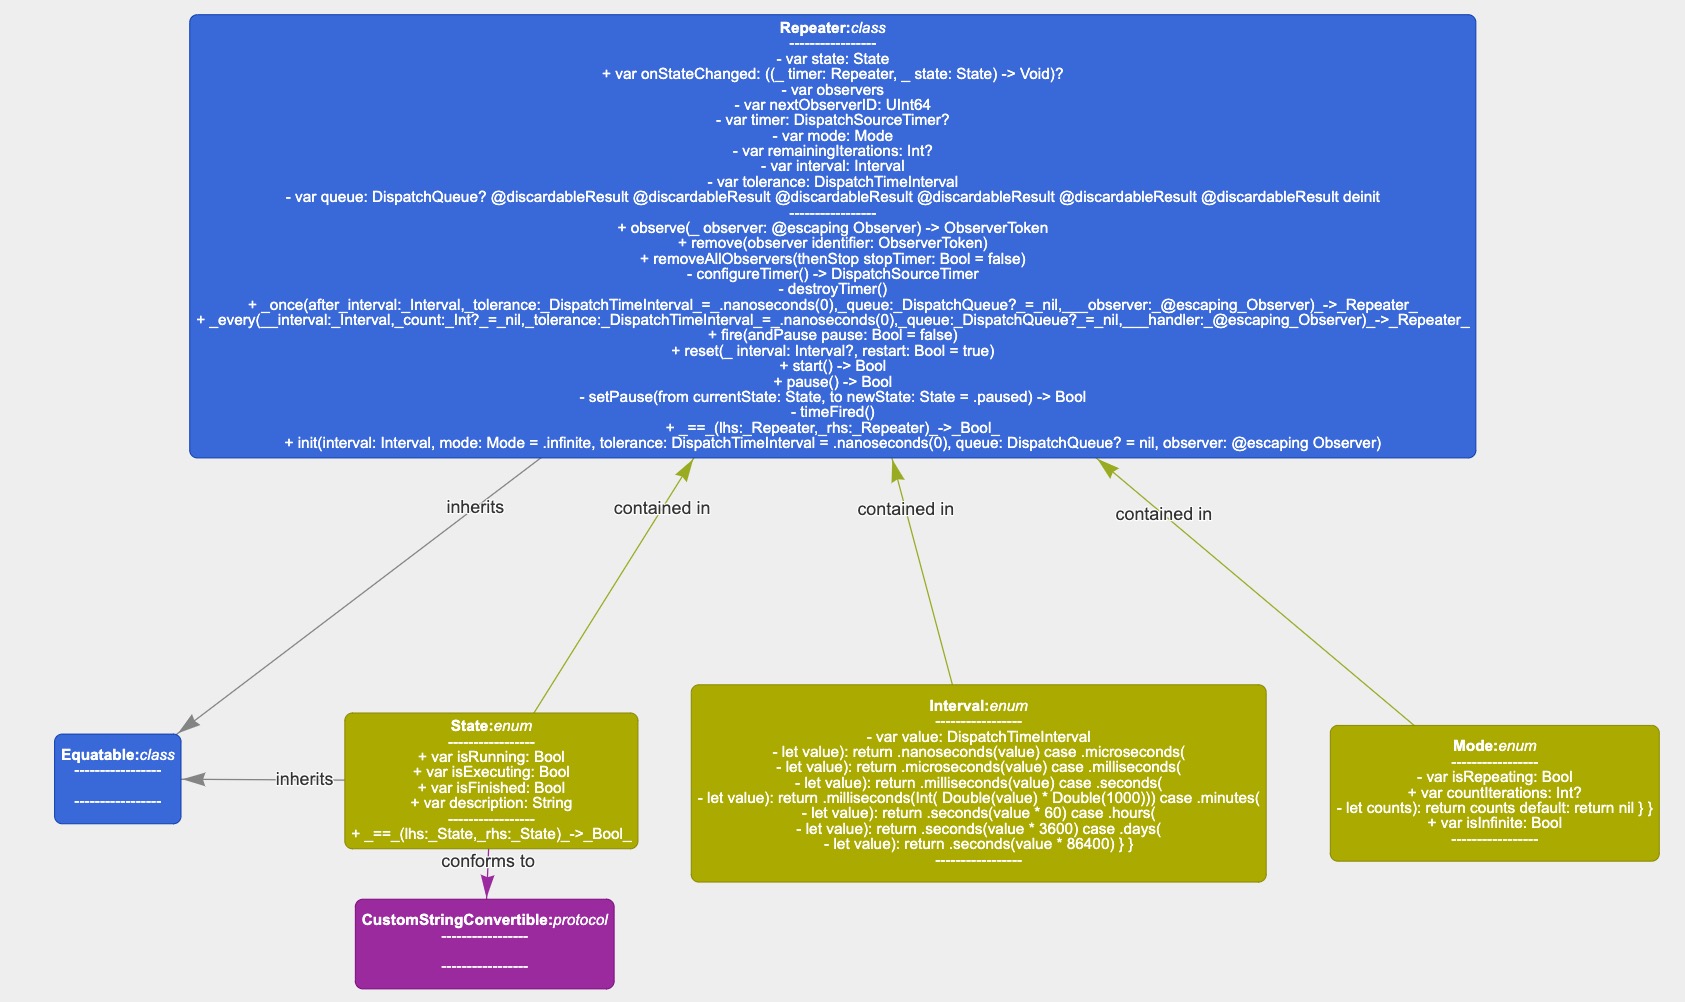 Repeater:class
-----------------
- var state: State
+ var onStateChanged: ((_ timer: Repeater, _ state: State) -> Void)?
- var observers
- var nextObserverID: UInt64
- var timer: DispatchSourceTimer?
- var mode: Mode
- var remainingIterations: Int?
- var interval: Interval
- var tolerance: DispatchTimeInterval
- var queue: DispatchQueue? @discardableResult @discardableResult @discardableResult @discardableResult @discardableResult @discardableResult deinit
-----------------
+ observe(_ observer: @escaping Observer) -> ObserverToken
+ remove(observer identifier: ObserverToken)
+ removeAllObservers(thenStop stopTimer: Bool = false)
- configureTimer() -> DispatchSourceTimer
- destroyTimer()
+ _once(after_interval:_Interval,_tolerance:_DispatchTimeInterval_=_.nanoseconds(0),_queue:_DispatchQueue?_=_nil,___observer:_@escaping_Observer)_->_Repeater_
+ _every(__interval:_Interval,_count:_Int?_=_nil,_tolerance:_DispatchTimeInterval_=_.nanoseconds(0),_queue:_DispatchQueue?_=_nil,___handler:_@escaping_Observer)_->_Repeater_
+ fire(andPause pause: Bool = false)
+ reset(_ interval: Interval?, restart: Bool = true)
+ start() -> Bool
+ pause() -> Bool
- setPause(from currentState: State, to newState: State = .paused) -> Bool
- timeFired()
+ _==_(lhs:_Repeater,_rhs:_Repeater)_->_Bool_
+ init(interval: Interval, mode: Mode = .infinite, tolerance: DispatchTimeInterval = .nanoseconds(0), queue: DispatchQueue? = nil, observer: @escaping Observer)
inherits
contained in
contained in
contained in
Equatable:class
-----------------
-----------------
inherits
State:enum
-----------------
+ var isRunning: Bool
+ var isExecuting: Bool
+ var isFinished: Bool
+ var description: String
-----------------
+ _==_(lhs:_State,_rhs:_State)_->_Bool_
conforms to
CustomStringConvertible:protocol
-----------------
-----------------
Interval:enum
-----------------
- var value: DispatchTimeInterval
- let value): return .nanoseconds(value) case .microseconds(
- let value): return .microseconds(value) case .milliseconds(
- let value): return .milliseconds(value) case .seconds(
- let value): return .milliseconds(Int( Double(value) * Double(1000))) case .minutes(
- let value): return .seconds(value * 60) case .hours(
- let value): return .seconds(value * 3600) case .days(
- let value): return .seconds(value * 86400) } }
-----------------
Mode:enum
-----------------
- var isRepeating: Bool
+ var countIterations: Int?
- let counts): return counts default: return nil } }
+ var isInfinite: Bool
-----------------